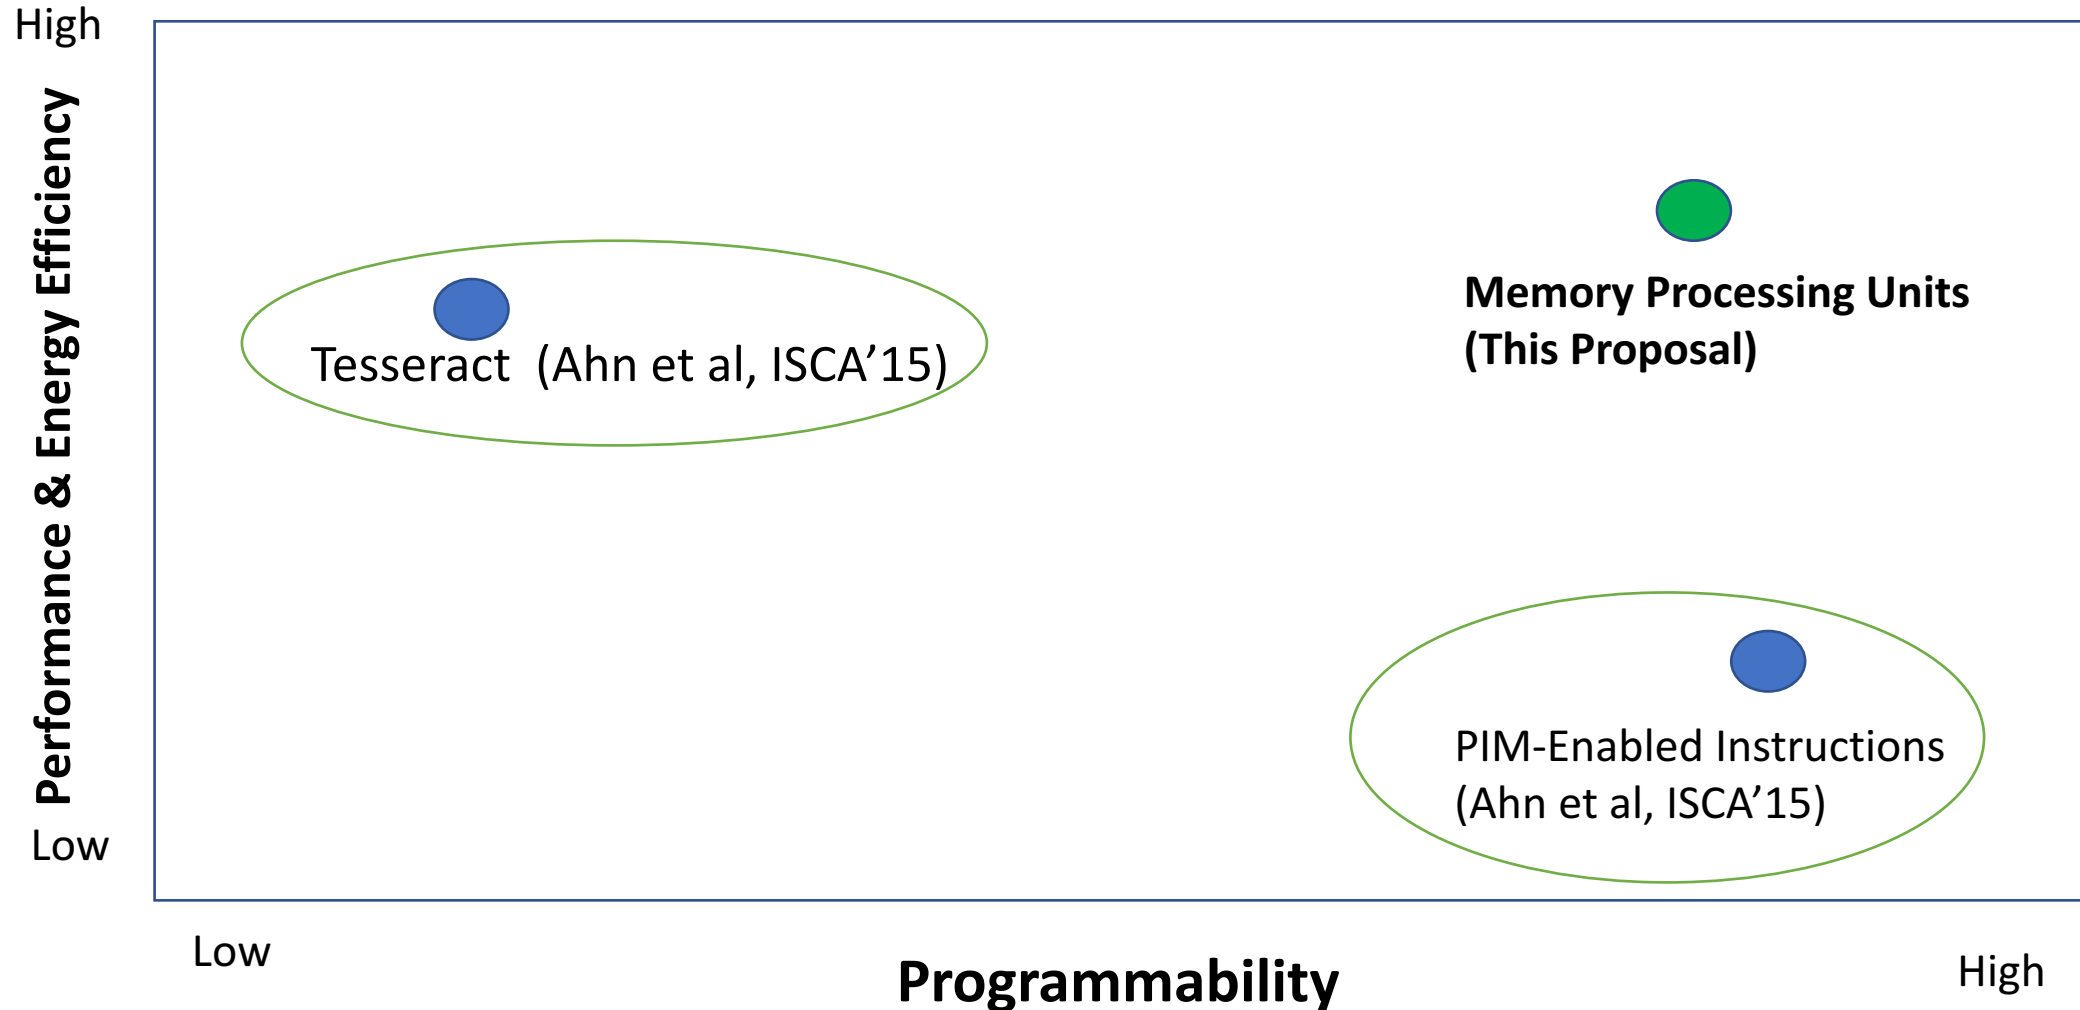 High
Performance & Energy Efficiency
Memory Processing Units
(This Proposal)
Tesseract (Ahn et al, ISCA’15)
PIM-Enabled Instructions
(Ahn et al, ISCA’15)
Low
Low
Programmability
High